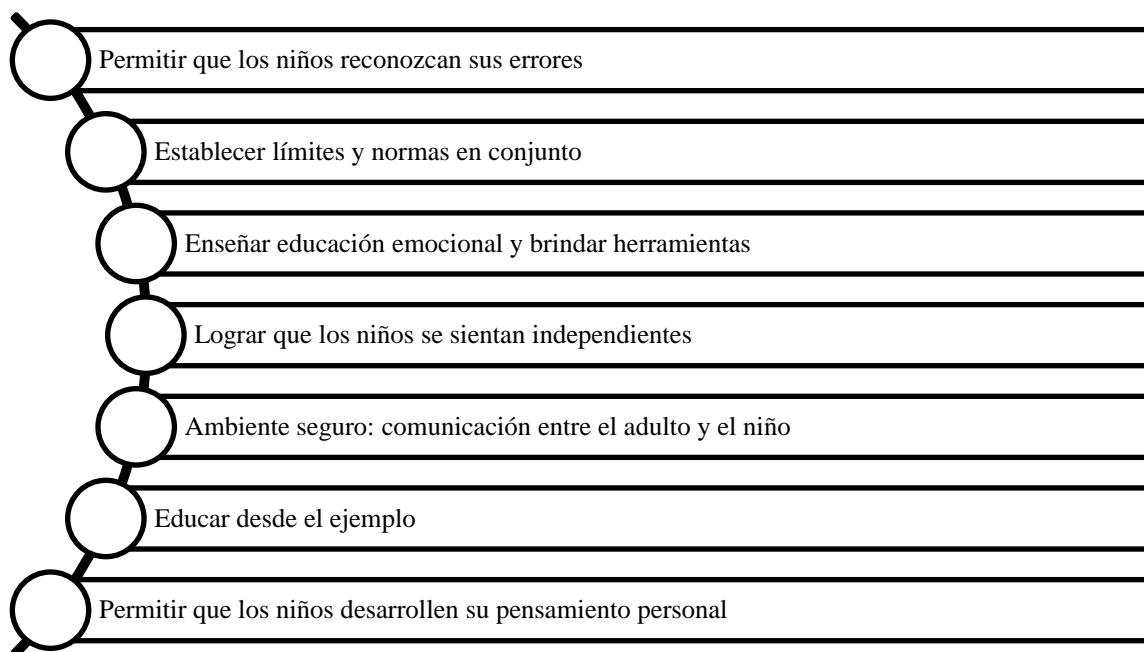 Permitir que los niños reconozcan sus errores
Establecer límites y normas en conjunto
Enseñar educación emocional y brindar herramientas
Lograr que los niños se sientan independientes
Ambiente seguro: comunicación entre el adulto y el niño
Educar desde el ejemplo
Permitir que los niños desarrollen su pensamiento personal